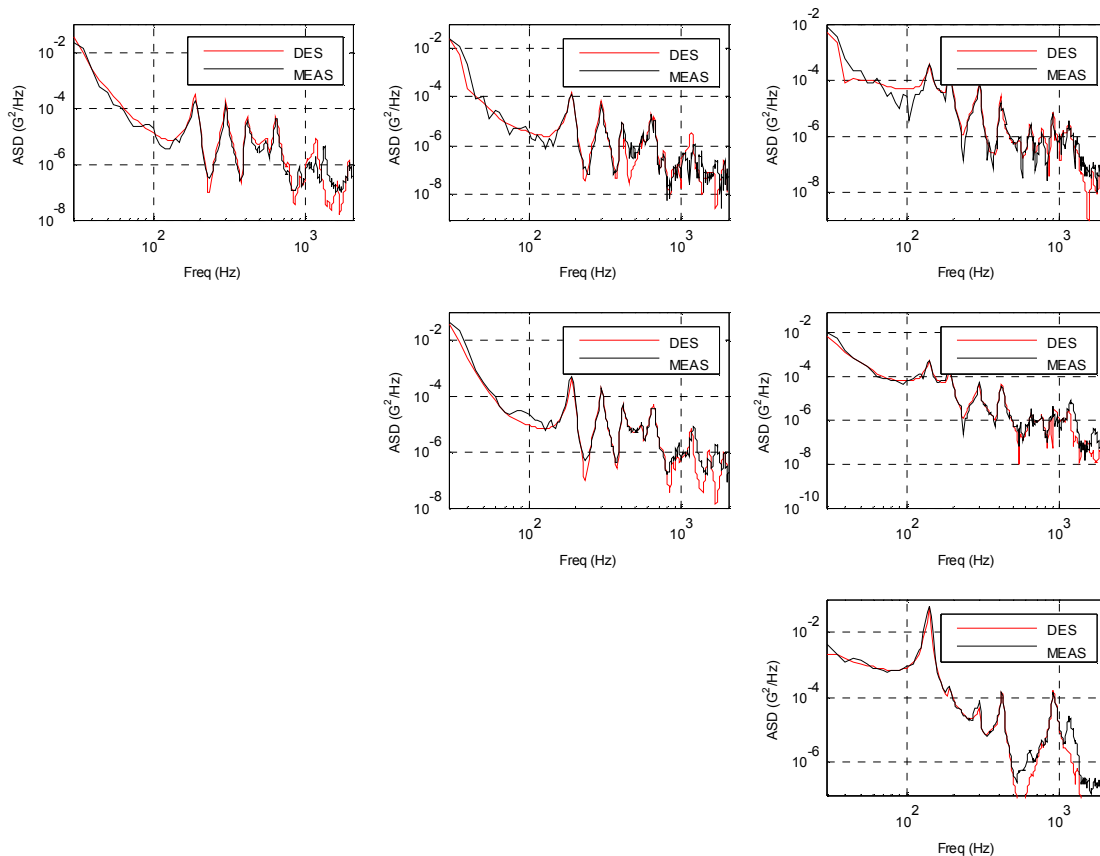 DES
MEAS
10^-2
10^-4
10^-6
10^-8
ASD (G^2/Hz)
10^2
10^3
Freq (Hz)
DES
MEAS
10^-2
10^-4
10^-6
10^-8
ASD (G^2/Hz)
10^2
10^3
Freq (Hz)
DES
MEAS
10^-2
10^-4
10^-6
10^-8
ASD (G^2/Hz)
10^2
10^3
Freq (Hz)
DES
MEAS
10^-2
10^-4
10^-6
10^-8
ASD (G^2/Hz)
10^2
10^3
Freq (Hz)
DES
MEAS
10^-2
10^-4
10^-6
10^-8
10^-10
ASD (G^2/Hz)
10^2
10^3
Freq (Hz)
DES
MEAS
10^-2
10^-4
10^-6
ASD (G^2/Hz)
10^2
10^3
Freq (Hz)